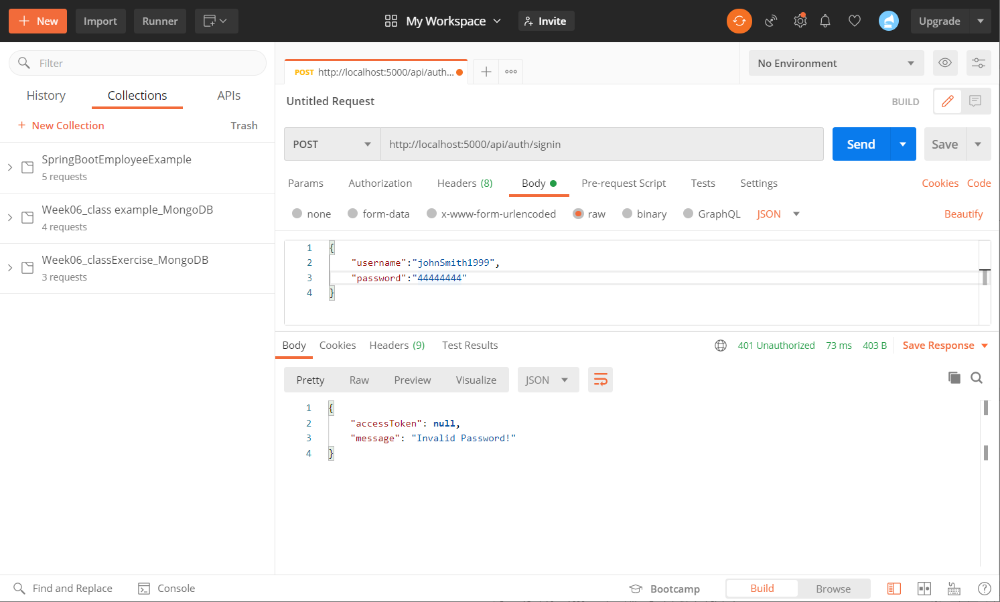 New
Import
Runner
My Workspace
Invite
Upgrade
Filter
History
Collections
APIs
+ New Collection
Trash
SpringBootEmployeeExample
5 requests
Week06_class example_MongoDB
4 requests
Week06_classExercise_MongoDB
3 requests
POST http://localhost:5000/api/auth...
No Environment
Untitled Request
BUILD
POST
http://localhost:5000/api/auth/signin
Send
Save
Params
Authorization
Headers (8)
Body
Pre-request Script
Tests
Settings
Cookies
Code
none
form-data
x-www-form-urlencoded
raw
binary
GraphQL
JSON
Beautify
1 {
2 "username":"johnSmith1999",
3 "password":"44444444"
4 }
Body
Cookies
Headers (9)
Test Results
401 Unauthorized
73 ms
403 B
Save Response
Pretty
Raw
Preview
Visualize
JSON
1 {
2 "accessToken": null,
3 "message": "Invalid Password!"
4 }
Find and Replace
Console
Bootcamp
Build
Browse